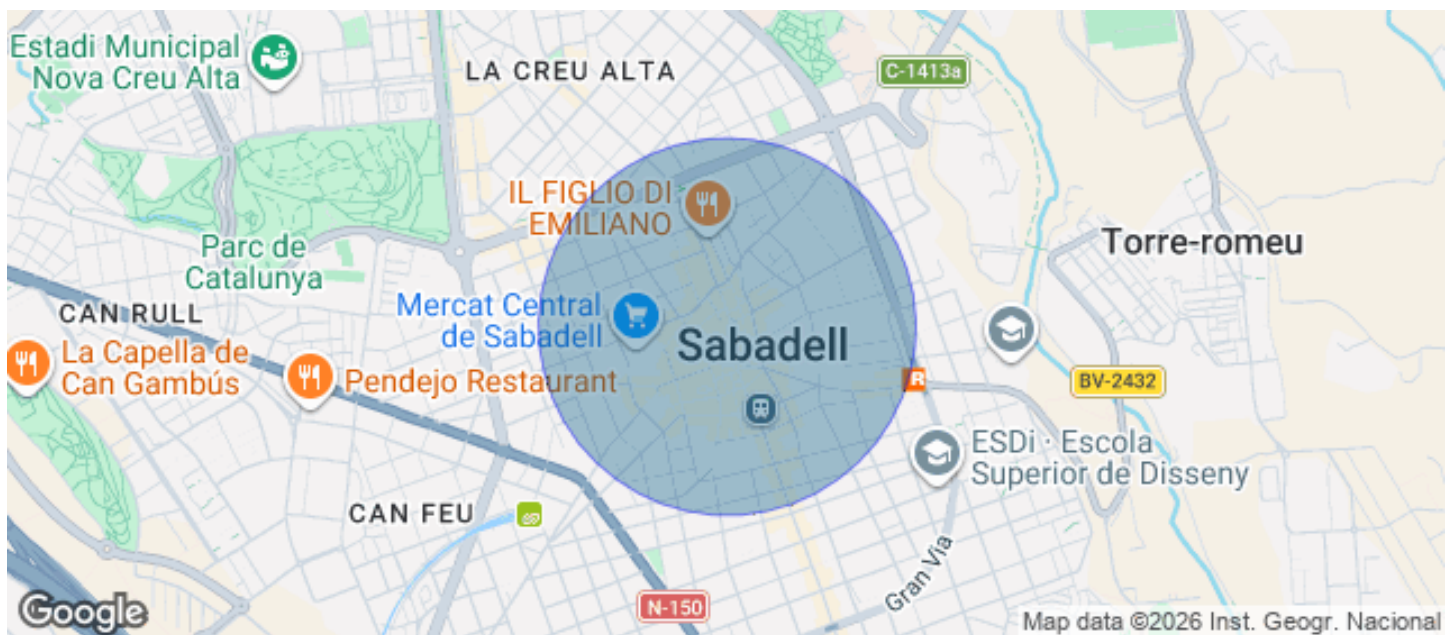 Estadi Municipal
Nova Creu Alta
LA CREU ALTA
C-1413a
IL FIGLIO DI
EMILIANO
Parc de
Catalunya
Torre-romeu
CAN RULL
Mercat Central
de Sabadell
Sabadell
La Capella de
Can Gambús
Pendejo Restaurant
R
BV-2432
ESDi · Escola
Superior de Disseny
CAN FEU
Gran Via
N-150
Google
Map data ©2026 Inst. Geogr. Nacional